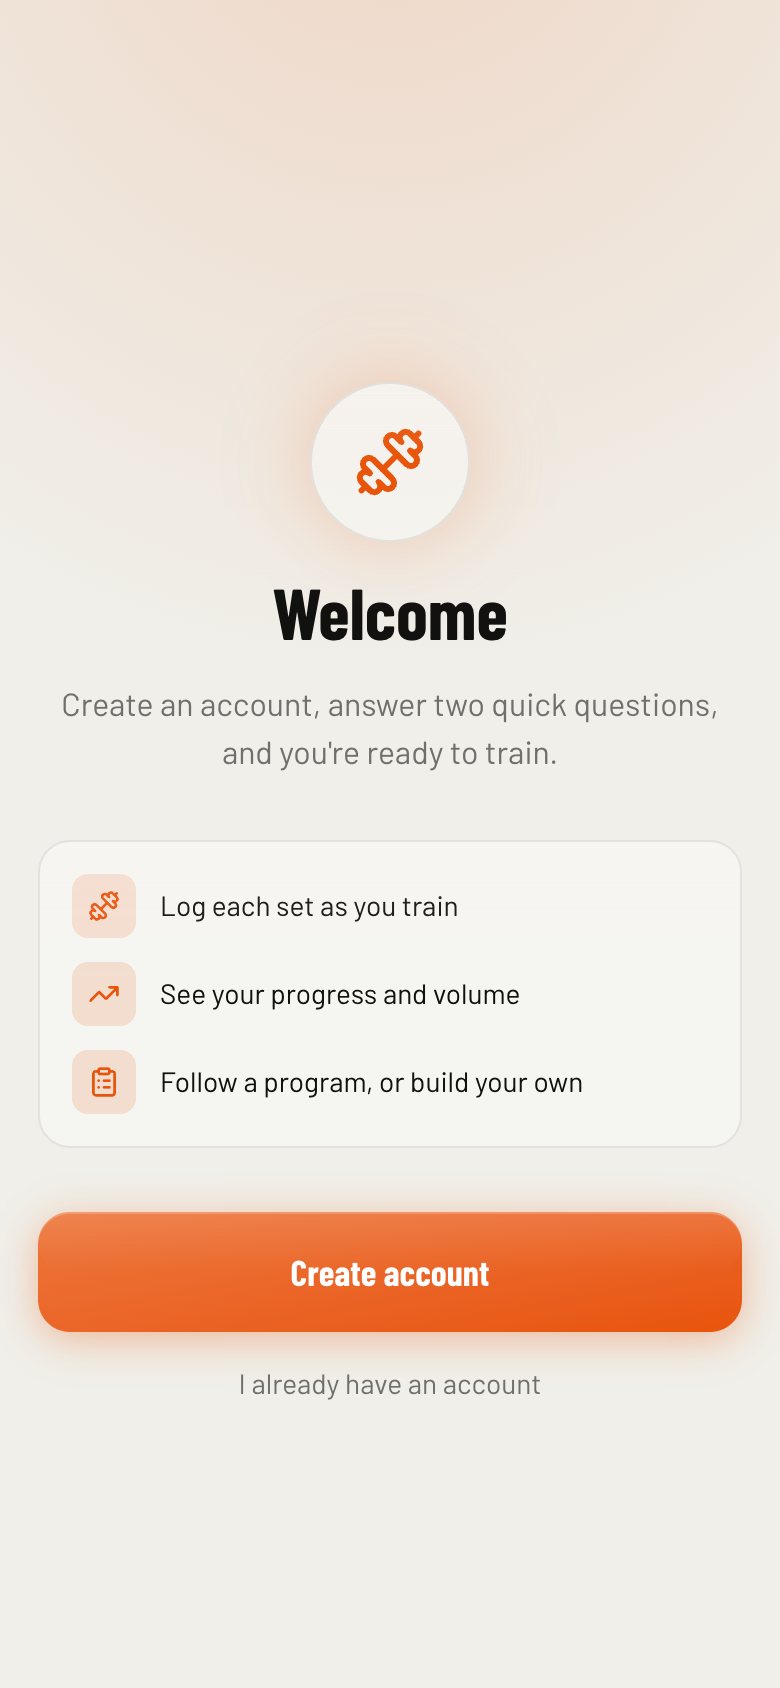 Welcome
Create an account, answer two quick questions,
and you're ready to train.
Log each set as you train
See your progress and volume
Follow a program, or build your own
Create account
I already have an account